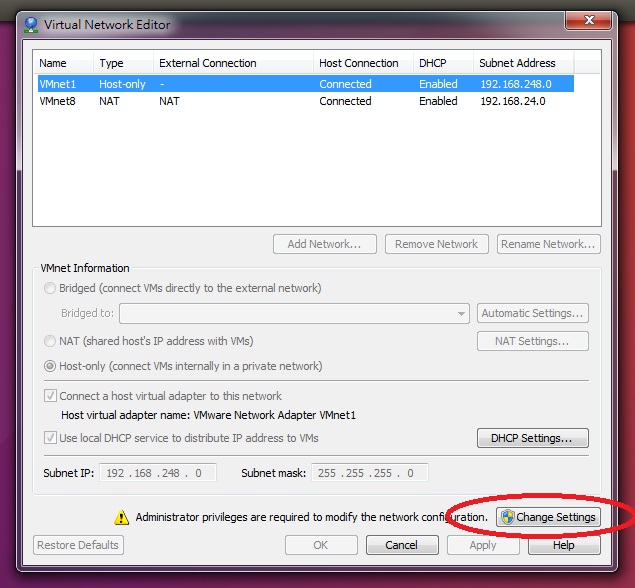 Virtual Network Editor
Name Type External Connection Host Connection DHCP Subnet Address
VMnet1 Host-only - Connected Enabled 192.168.248.0
VMnet8 NAT NAT Connected Enabled 192.168.24.0
Add Network... Remove Network Rename Network...
VMnet Information
Bridged (connect VMs directly to the external network)
Bridged to: Automatic Settings...
NAT (shared host's IP address with VMs) NAT Settings...
Host-only (connect VMs internally in a private network)
Connect a host virtual adapter to this network
Host virtual adapter name: VMware Network Adapter VMnet1
Use local DHCP service to distribute IP address to VMs DHCP Settings...
Subnet IP: 192 . 168 . 248 . 0 Subnet mask: 255 . 255 . 255 . 0
Administrator privileges are required to modify the network configuration. Change Settings
Restore Defaults OK Cancel Apply Help